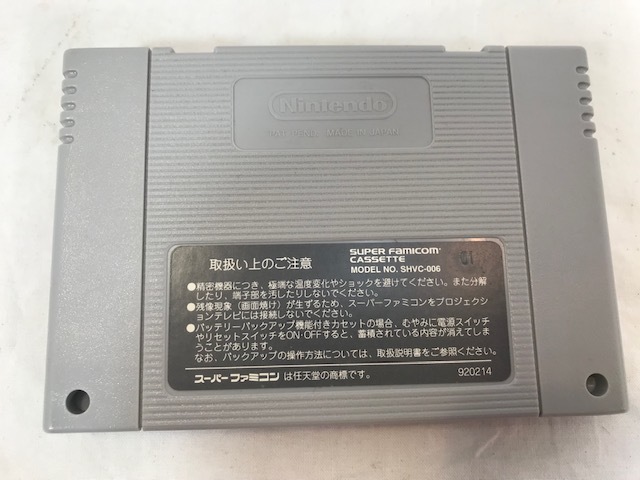 Nintendo
PAT. PEND. MADE IN JAPAN
取扱い上のご注意
SUPER FAMICOM
CASSETTE
MODEL NO. SHVC-006
●精密機器につき、極端な温度変化やショックを避けてください。また分解
したり、端子部を汚したりしないでください。
●残像現象（画面焼け）が生ずるため、スーパーファミコンをプロジェクシ
ョンテレビには接続しないでください。
●バッテリーバックアップ機能付きカセットの場合、むやみに電源スイッチ
やリセットスイッチをON·OFFすると、蓄積されている内容が消えてしま
うことがあります。
なお、バックアップの操作方法については、取扱説明書をご参照ください。
スーパーファミコンは任天堂の商標です。
920214